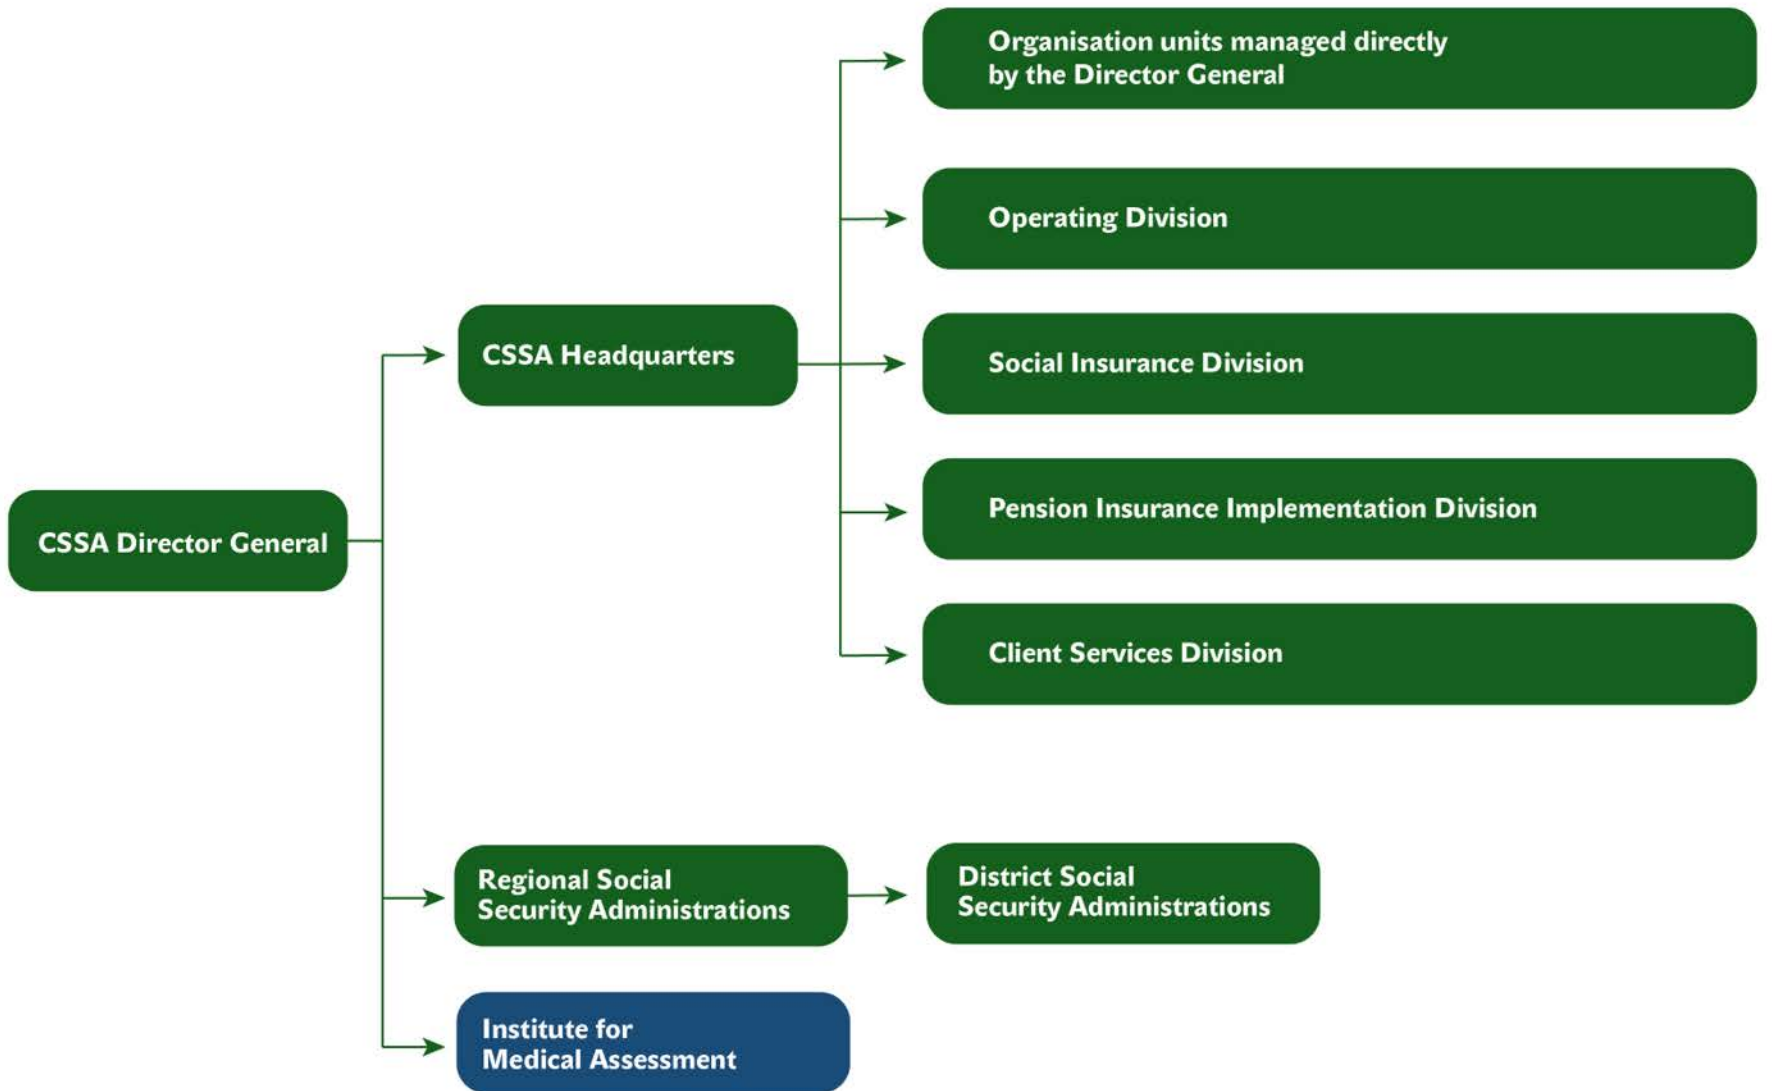 CSSA Director General
CSSA Headquarters
Organisation units managed directly
by the Director General
Operating Division
Social Insurance Division
Pension Insurance Implementation Division
Client Services Division
Regional Social
Security Administrations
District Social
Security Administrations
Institute for
Medical Assessment